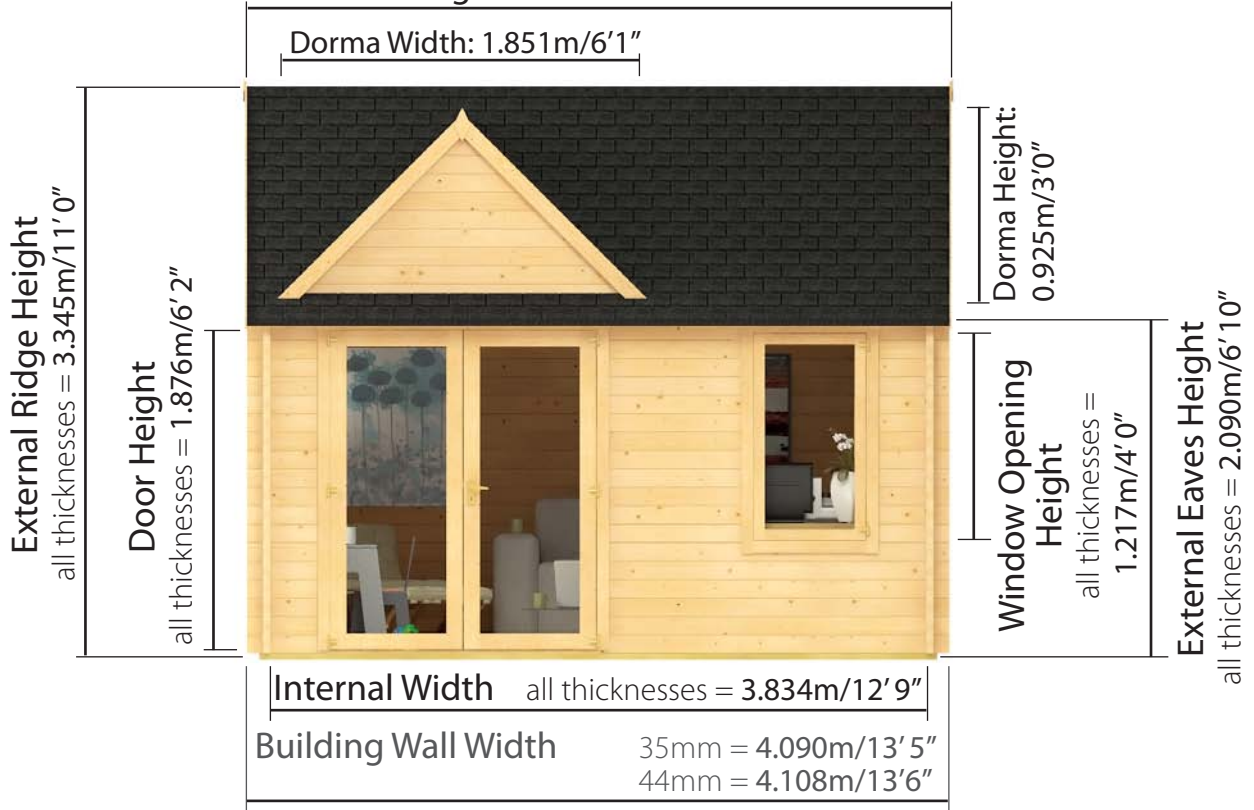 Dorma Width: 1.851m/6’1”
External Ridge Height
all thicknesses = 3.345m/11’ 0”
Door Height
all thicknesses = 1.876m/6’ 2”
Dorma Height:
0.925m/3’0”
Window Opening
Height
all thicknesses =
1.217m/4’ 0”
External Eaves Height
all thicknesses = 2.090m/6’ 10”
Internal Width all thicknesses = 3.834m/12’ 9”
Building Wall Width 35mm = 4.090m/13’ 5”
44mm = 4.108m/13’6”